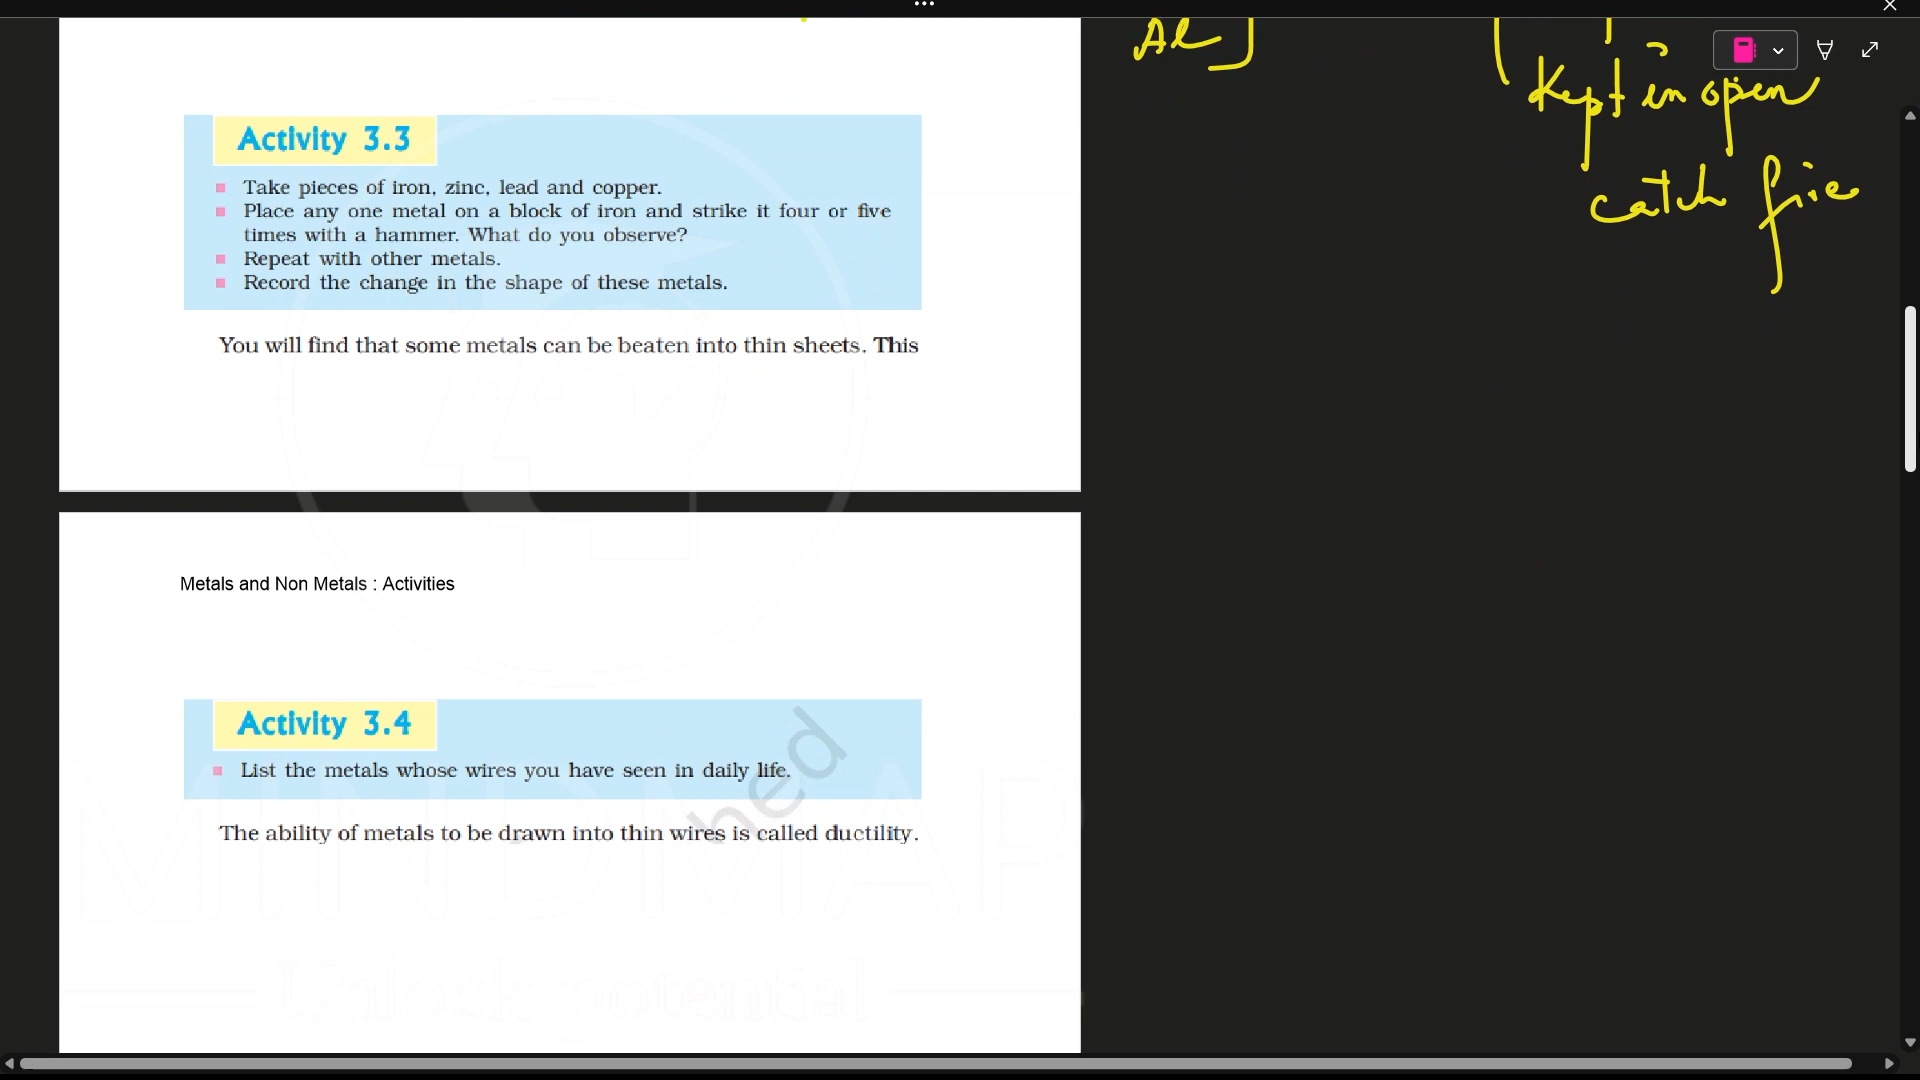 Al
Kept in open
catch fire
Activity 3.3
Take pieces of iron, zinc, lead and copper.
Place any one metal on a block of iron and strike it four or five
times with a hammer. What do you observe?
Repeat with other metals.
Record the change in the shape of these metals.
You will find that some metals can be beaten into thin sheets. This
Metals and Non Metals : Activities
Activity 3.4
List the metals whose wires you have seen in daily life.
hed
The ability of metals to be drawn into thin wires is called ductility.
MINDMAP
Unlock potential